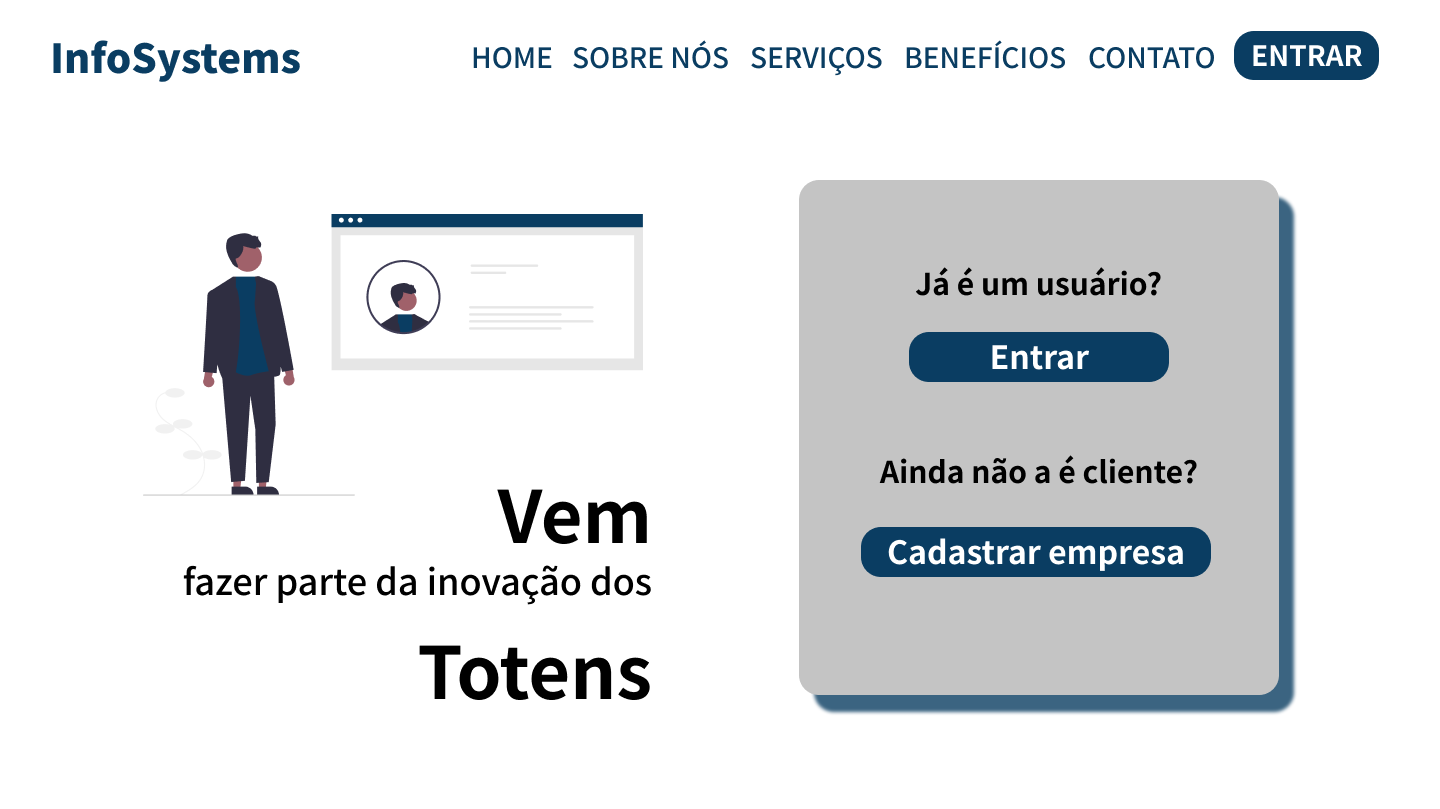 InfoSystems
HOME SOBRE NÓS SERVIÇOS BENEFÍCIOS CONTATO ENTRAR
Vem
fazer parte da inovação dos
Totens
Já é um usuário?
Entrar
Ainda não a é cliente?
Cadastrar empresa